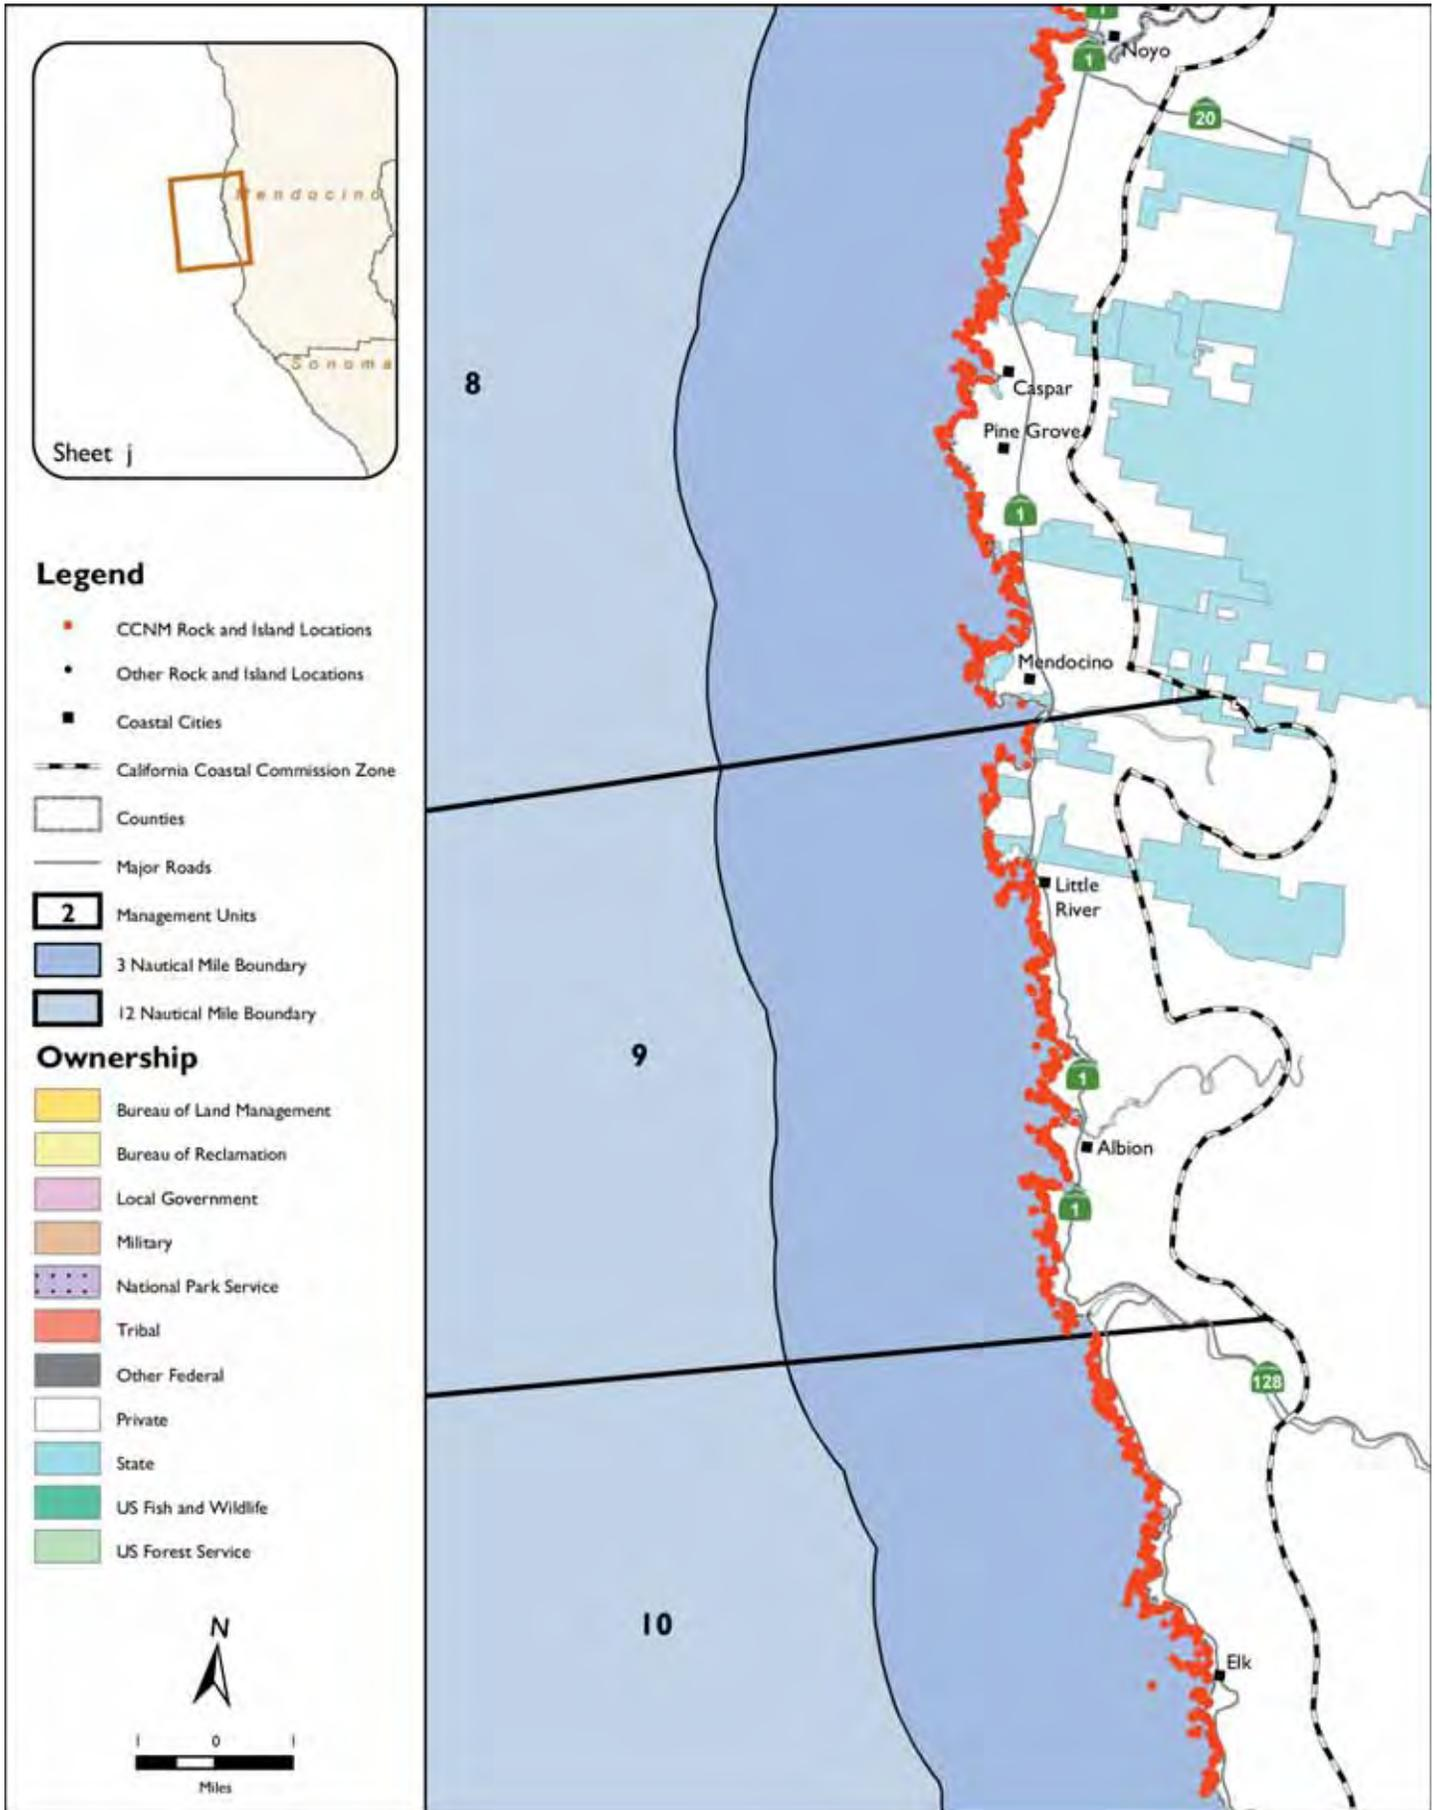 Mendocino
Sonoma
Sheet j
Legend
CCNM Rock and Island Locations
Other Rock and Island Locations
Coastal Cities
California Coastal Commission Zone
Counties
Major Roads
2 Management Units
3 Nautical Mile Boundary
12 Nautical Mile Boundary
Ownership
Bureau of Land Management
Bureau of Reclamation
Local Government
Military
National Park Service
Tribal
Other Federal
Private
State
US Fish and Wildlife
US Forest Service
N
1 0 1
Miles
1
Noyo
1
20
8
Caspar
Pine Grove
1
Mendocino
Little
River
9
1
Albion
1
128
10
Elk